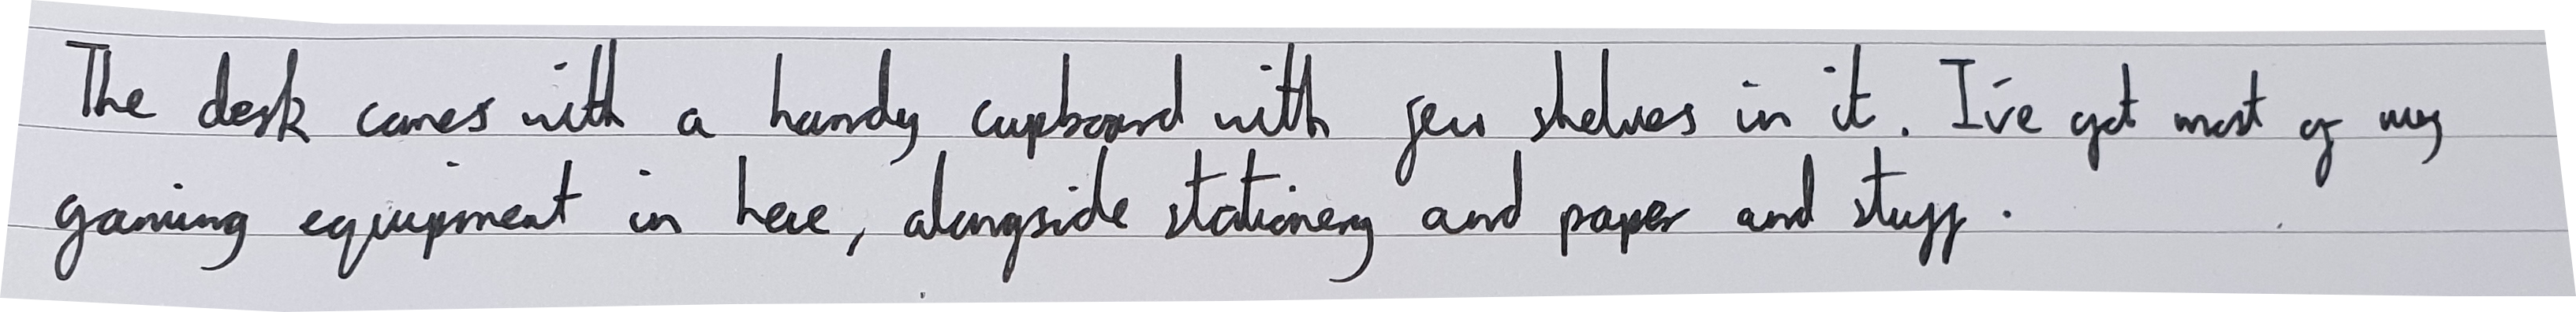 The desk comes with a handy cupboard with few shelves in it. I've got most of my
gaming equipment in here, alongside stationery and paper and stuff.